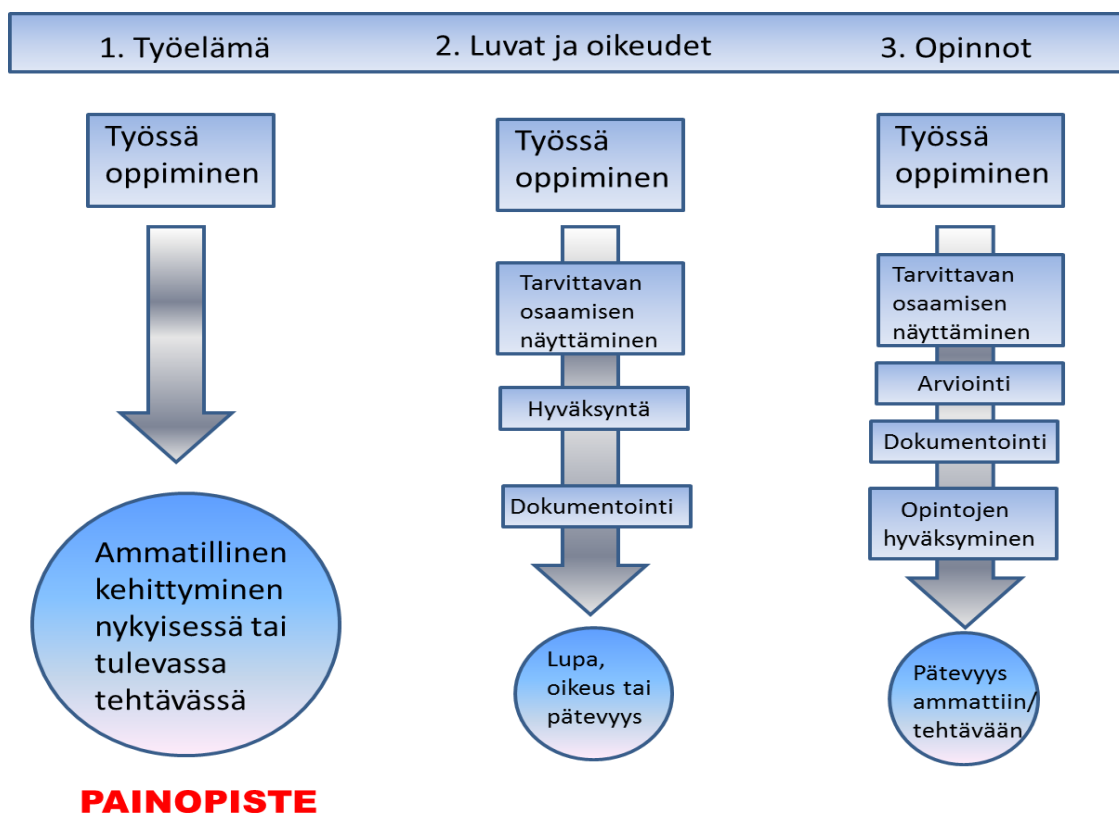 1. Työelämä
2. Luvat ja oikeudet
3. Opinnot
Työssä
oppiminen
Ammatillinen
kehittyminen
nykyisessä tai
tulevassa
tehtävässä
PAINOPISTE
Työssä
oppiminen
Tarvittavan
osaamisen
näyttäminen
Hyväksyntä
Dokumentointi
Lupa,
oikeus tai
pätevyys
Työssä
oppiminen
Tarvittavan
osaamisen
näyttäminen
Arviointi
Dokumentointi
Opintojen
hyväksyminen
Pätevyys
ammattiin/
tehtävään